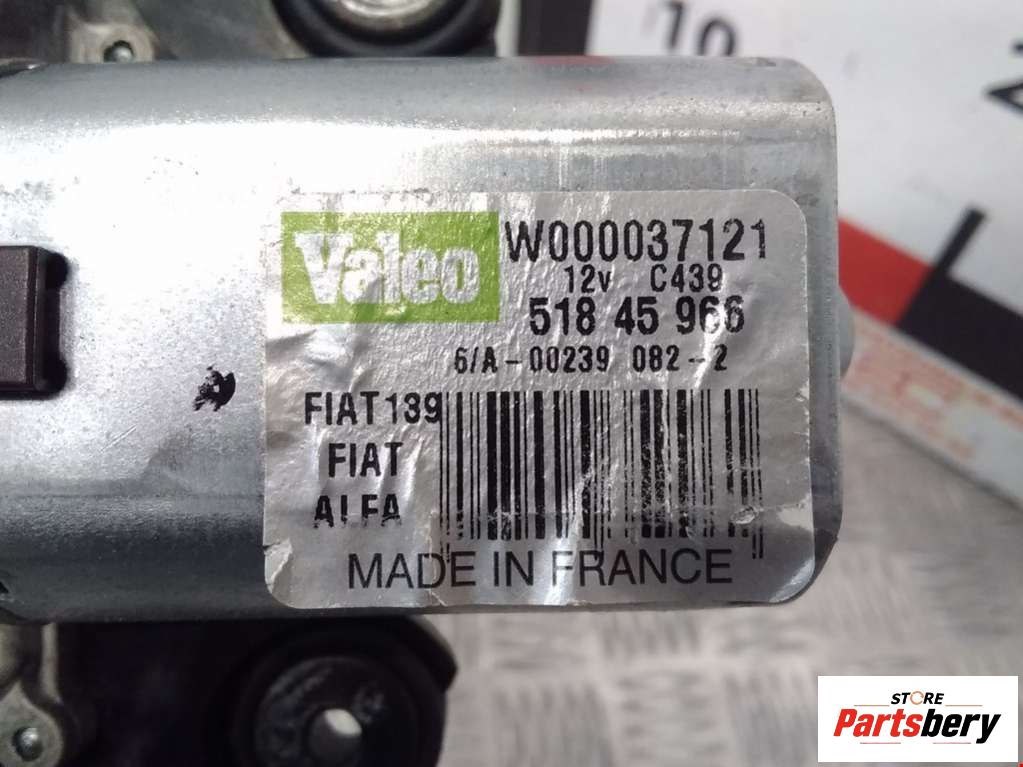 10
Valeo
W000037121
12v C439
518 45 966
6/A-00239 082-2
FIAT139
FIAT
ALFA
MADE IN FRANCE
STORE
Partsbery